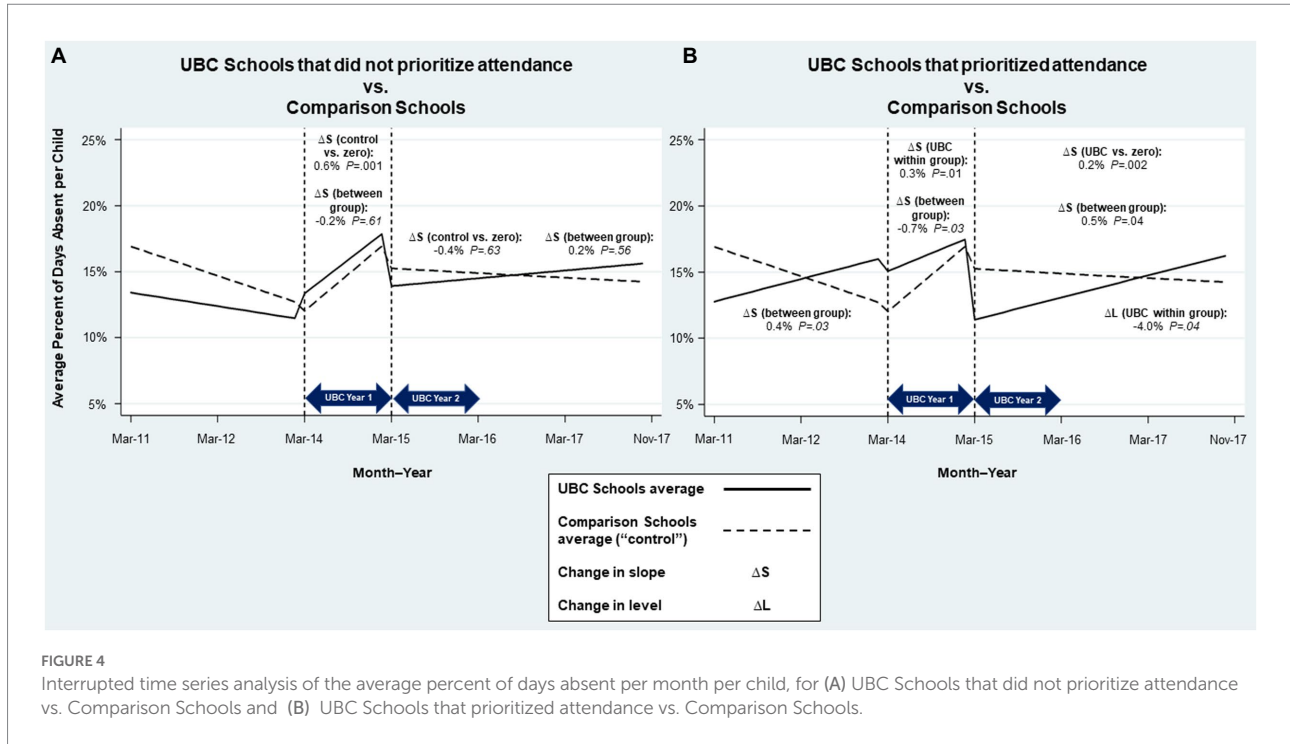 A
UBC Schools that did not prioritize attendance
vs.
Comparison Schools
Average Percent of Days Absent per Child
25%
20%
15%
10%
5%
ΔS (control
vs. zero):
0.6% P=.001
ΔS (between
group):
-0.2% P=.61
ΔS (control vs. zero):
-0.4% P=.63
ΔS (between group):
0.2% P=.56
UBC Year 1
UBC Year 2
Mar-11
Mar-12
Mar-14
Mar-15
Mar-16
Mar-17
Nov-17
Month–Year
B
UBC Schools that prioritized attendance
vs.
Comparison Schools
25%
20%
15%
10%
5%
ΔS (UBC
within group):
0.3% P=.01
ΔS (between
group):
-0.7% P=.03
ΔS (UBC vs. zero):
0.2% P=.002
ΔS (between group):
0.5% P=.04
ΔS (between group):
0.4% P=.03
ΔL (UBC within group):
-4.0% P=.04
UBC Year 1
UBC Year 2
Mar-11
Mar-12
Mar-14
Mar-15
Mar-16
Mar-17
Nov-17
Month–Year
UBC Schools average
Comparison Schools
average (“control”)
Change in slope ΔS
Change in level ΔL
FIGURE 4
Interrupted time series analysis of the average percent of days absent per month per child, for (A) UBC Schools that did not prioritize attendance
vs. Comparison Schools and (B) UBC Schools that prioritized attendance vs. Comparison Schools.